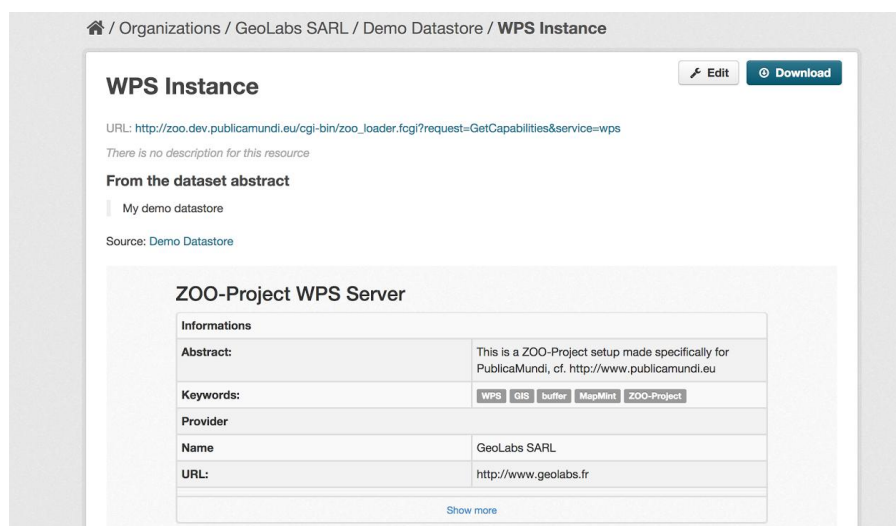 / Organizations / GeoLabs SARL / Demo Datastore / WPS Instance
Edit
Download
WPS Instance
URL: http://zoo.dev.publicamundi.eu/cgi-bin/zoo_loader.fcgi?request=GetCapabilities&service=wps
There is no description for this resource
From the dataset abstract
My demo datastore
Source: Demo Datastore
ZOO-Project WPS Server
Informations
Abstract:
This is a ZOO-Project setup made specifically for
PublicaMundi, cf. http://www.publicamundi.eu
Keywords:
WPS GIS buffer MapMint ZOO-Project
Provider
Name
GeoLabs SARL
URL:
http://www.geolabs.fr
Show more